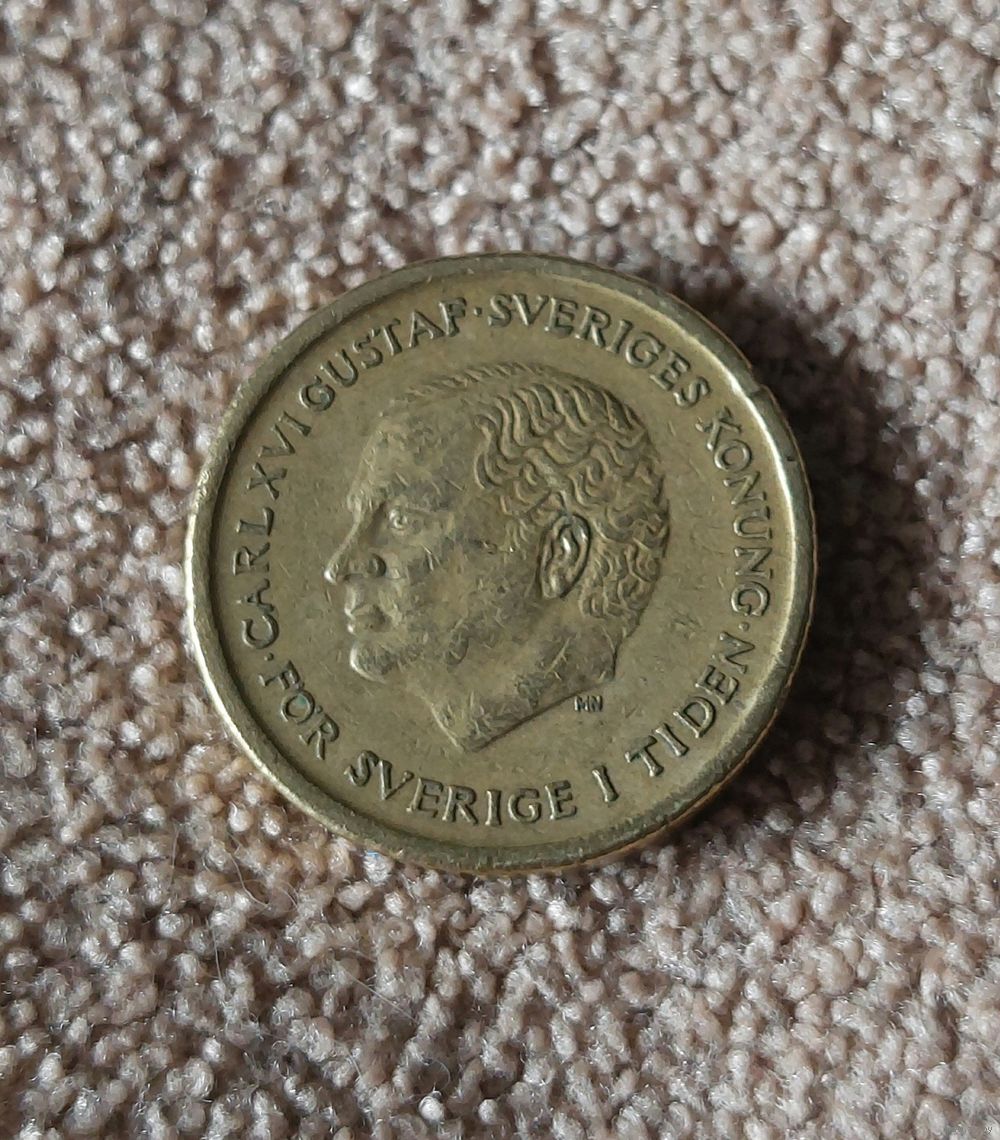 CARL XVI GUSTAF · SVERIGES KONUNG ·
FÖR SVERIGE I TIDEN ·
MN